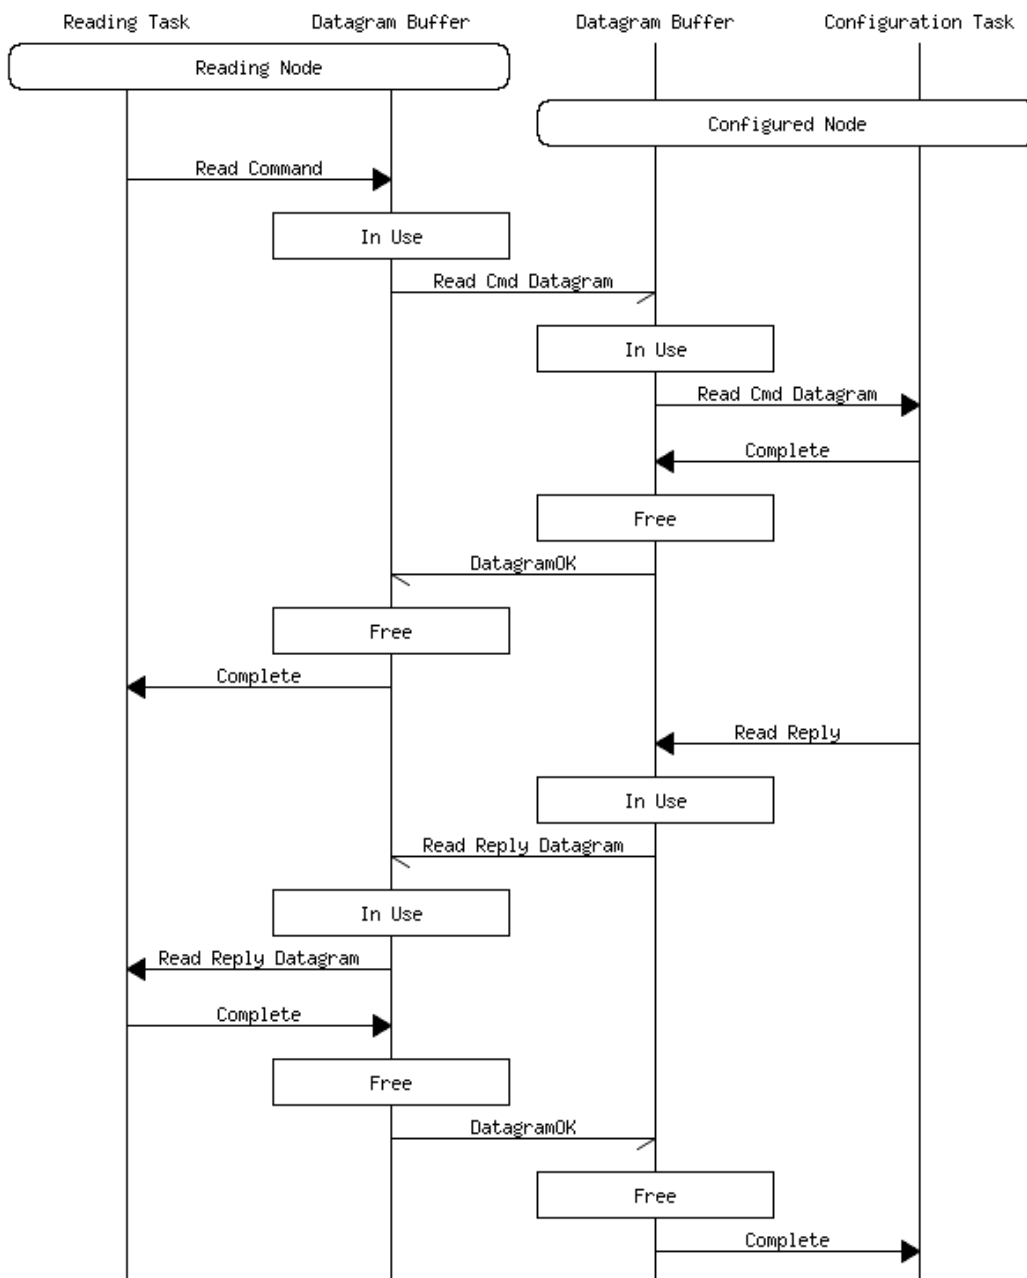 Reading Task Datagram Buffer Datagram Buffer Configuration Task
Reading Node
Configured Node
Read Command
In Use
Read Cmd Datagram
In Use
Read Cmd Datagram
Complete
Free
DatagramOK
Free
Complete
Read Reply
In Use
Read Reply Datagram
In Use
Read Reply Datagram
Complete
Free
DatagramOK
Free
Complete